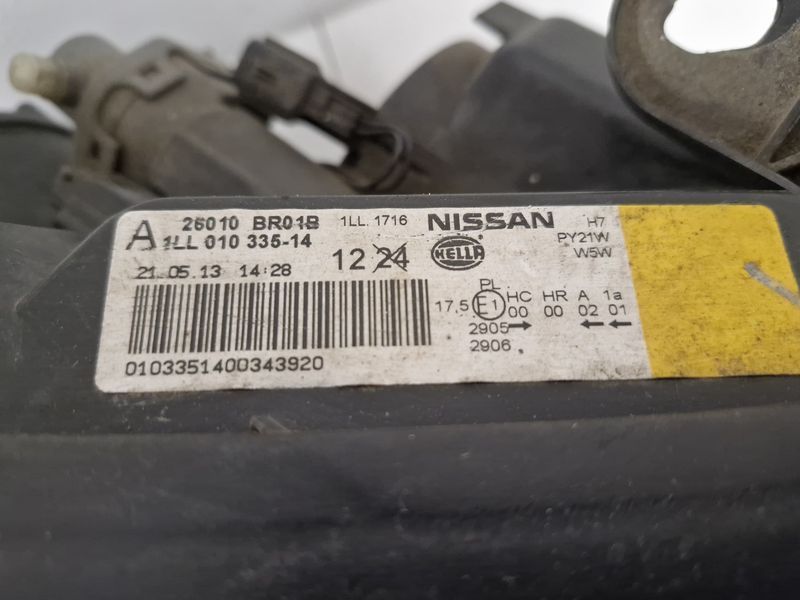 A 26010 BR01B 1LL. 1716 NISSAN H7
1LL 010 335-14 PY21W
21.05.13 14:28 12 24 HELLA W5W
PL
17,5 E1 HC HR A 1a
00 00 02 01
2905
2906
0103351400343920